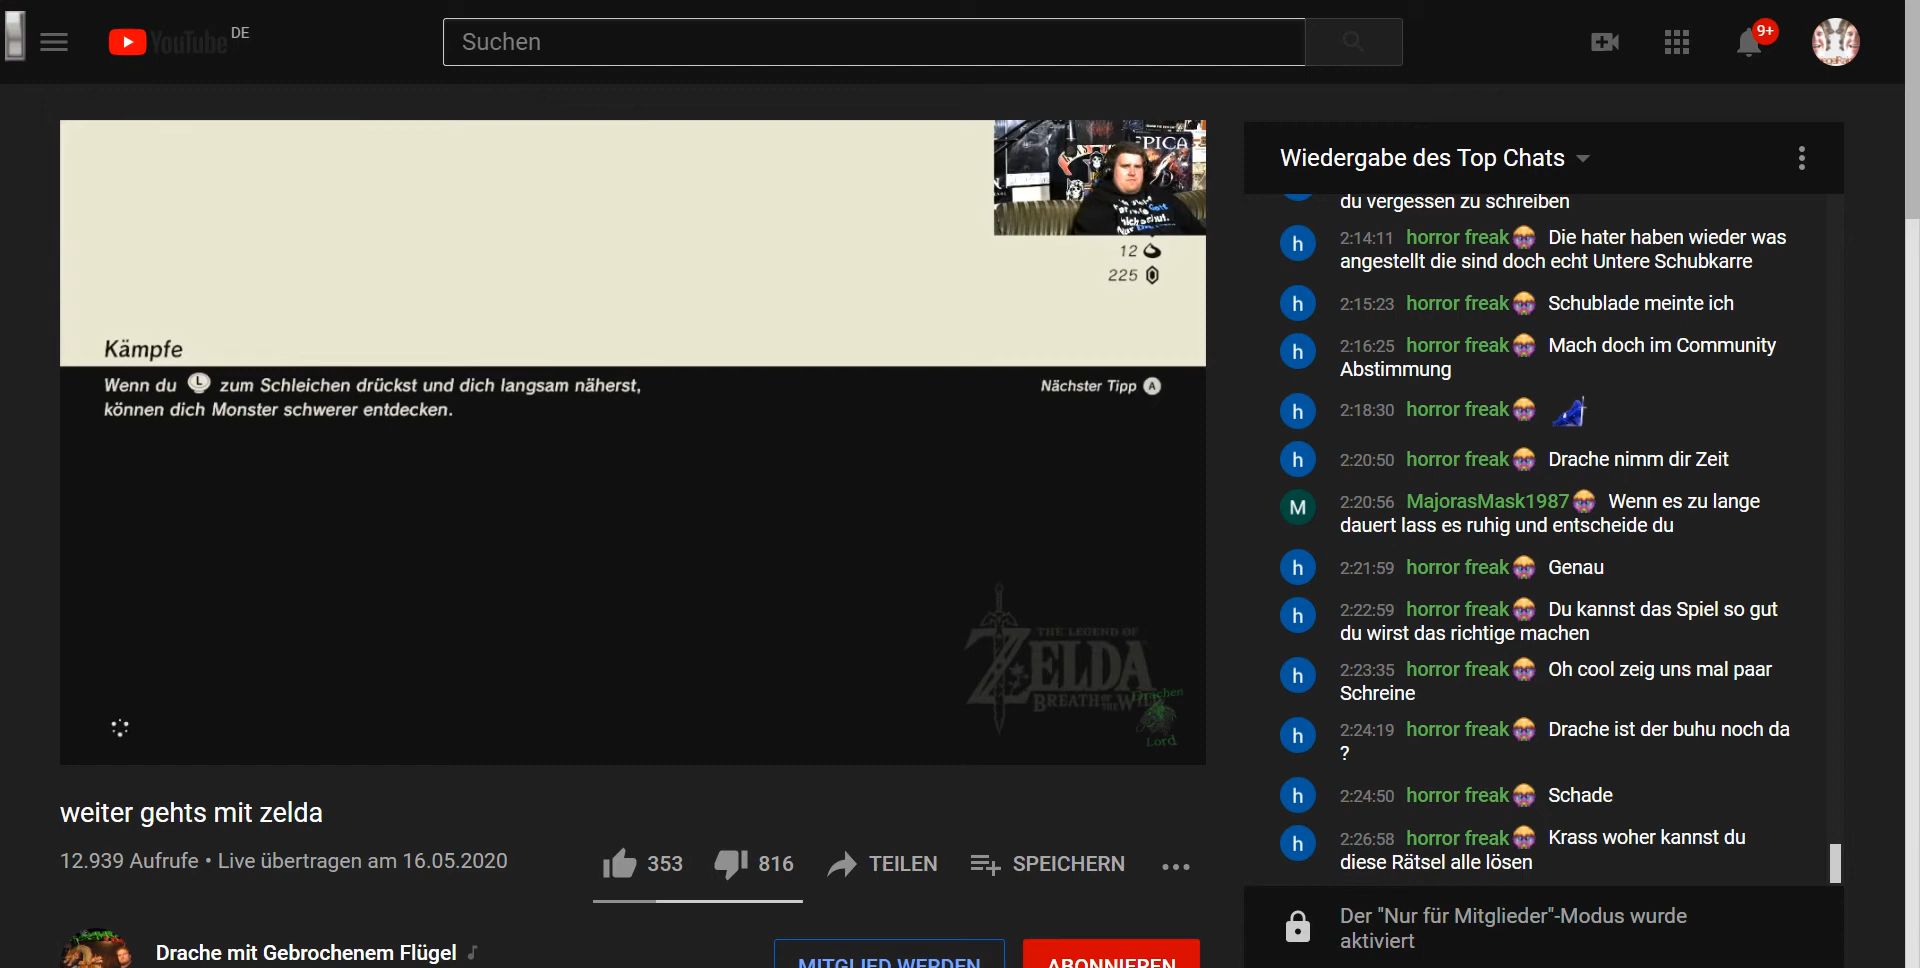 YouTube DE
Suchen
9+
EPICA
12
225
Kämpfe
Wenn du L zum Schleichen drückst und dich langsam näherst,
können dich Monster schwerer entdecken.
Nächster Tipp A
THE LEGEND OF
ZELDA
BREATH OF THE WILD
Drachen
Lord
weiter gehts mit zelda
12.939 Aufrufe • Live übertragen am 16.05.2020
353
816
TEILEN
SPEICHERN
Drache mit Gebrochenem Flügel
MITGLIED WERDEN
ABONNIEREN
Wiedergabe des Top Chats
du vergessen zu schreiben
h 2:14:11 horror freak Die hater haben wieder was
angestellt die sind doch echt Untere Schubkarre
h 2:15:23 horror freak Schublade meinte ich
h 2:16:25 horror freak Mach doch im Community
Abstimmung
h 2:18:30 horror freak
h 2:20:50 horror freak Drache nimm dir Zeit
M 2:20:56 MajorasMask1987 Wenn es zu lange
dauert lass es ruhig und entscheide du
h 2:21:59 horror freak Genau
h 2:22:59 horror freak Du kannst das Spiel so gut
du wirst das richtige machen
h 2:23:35 horror freak Oh cool zeig uns mal paar
Schreine
h 2:24:19 horror freak Drache ist der buhu noch da
?
h 2:24:50 horror freak Schade
h 2:26:58 horror freak Krass woher kannst du
diese Rätsel alle lösen
Der "Nur für Mitglieder"-Modus wurde
aktiviert